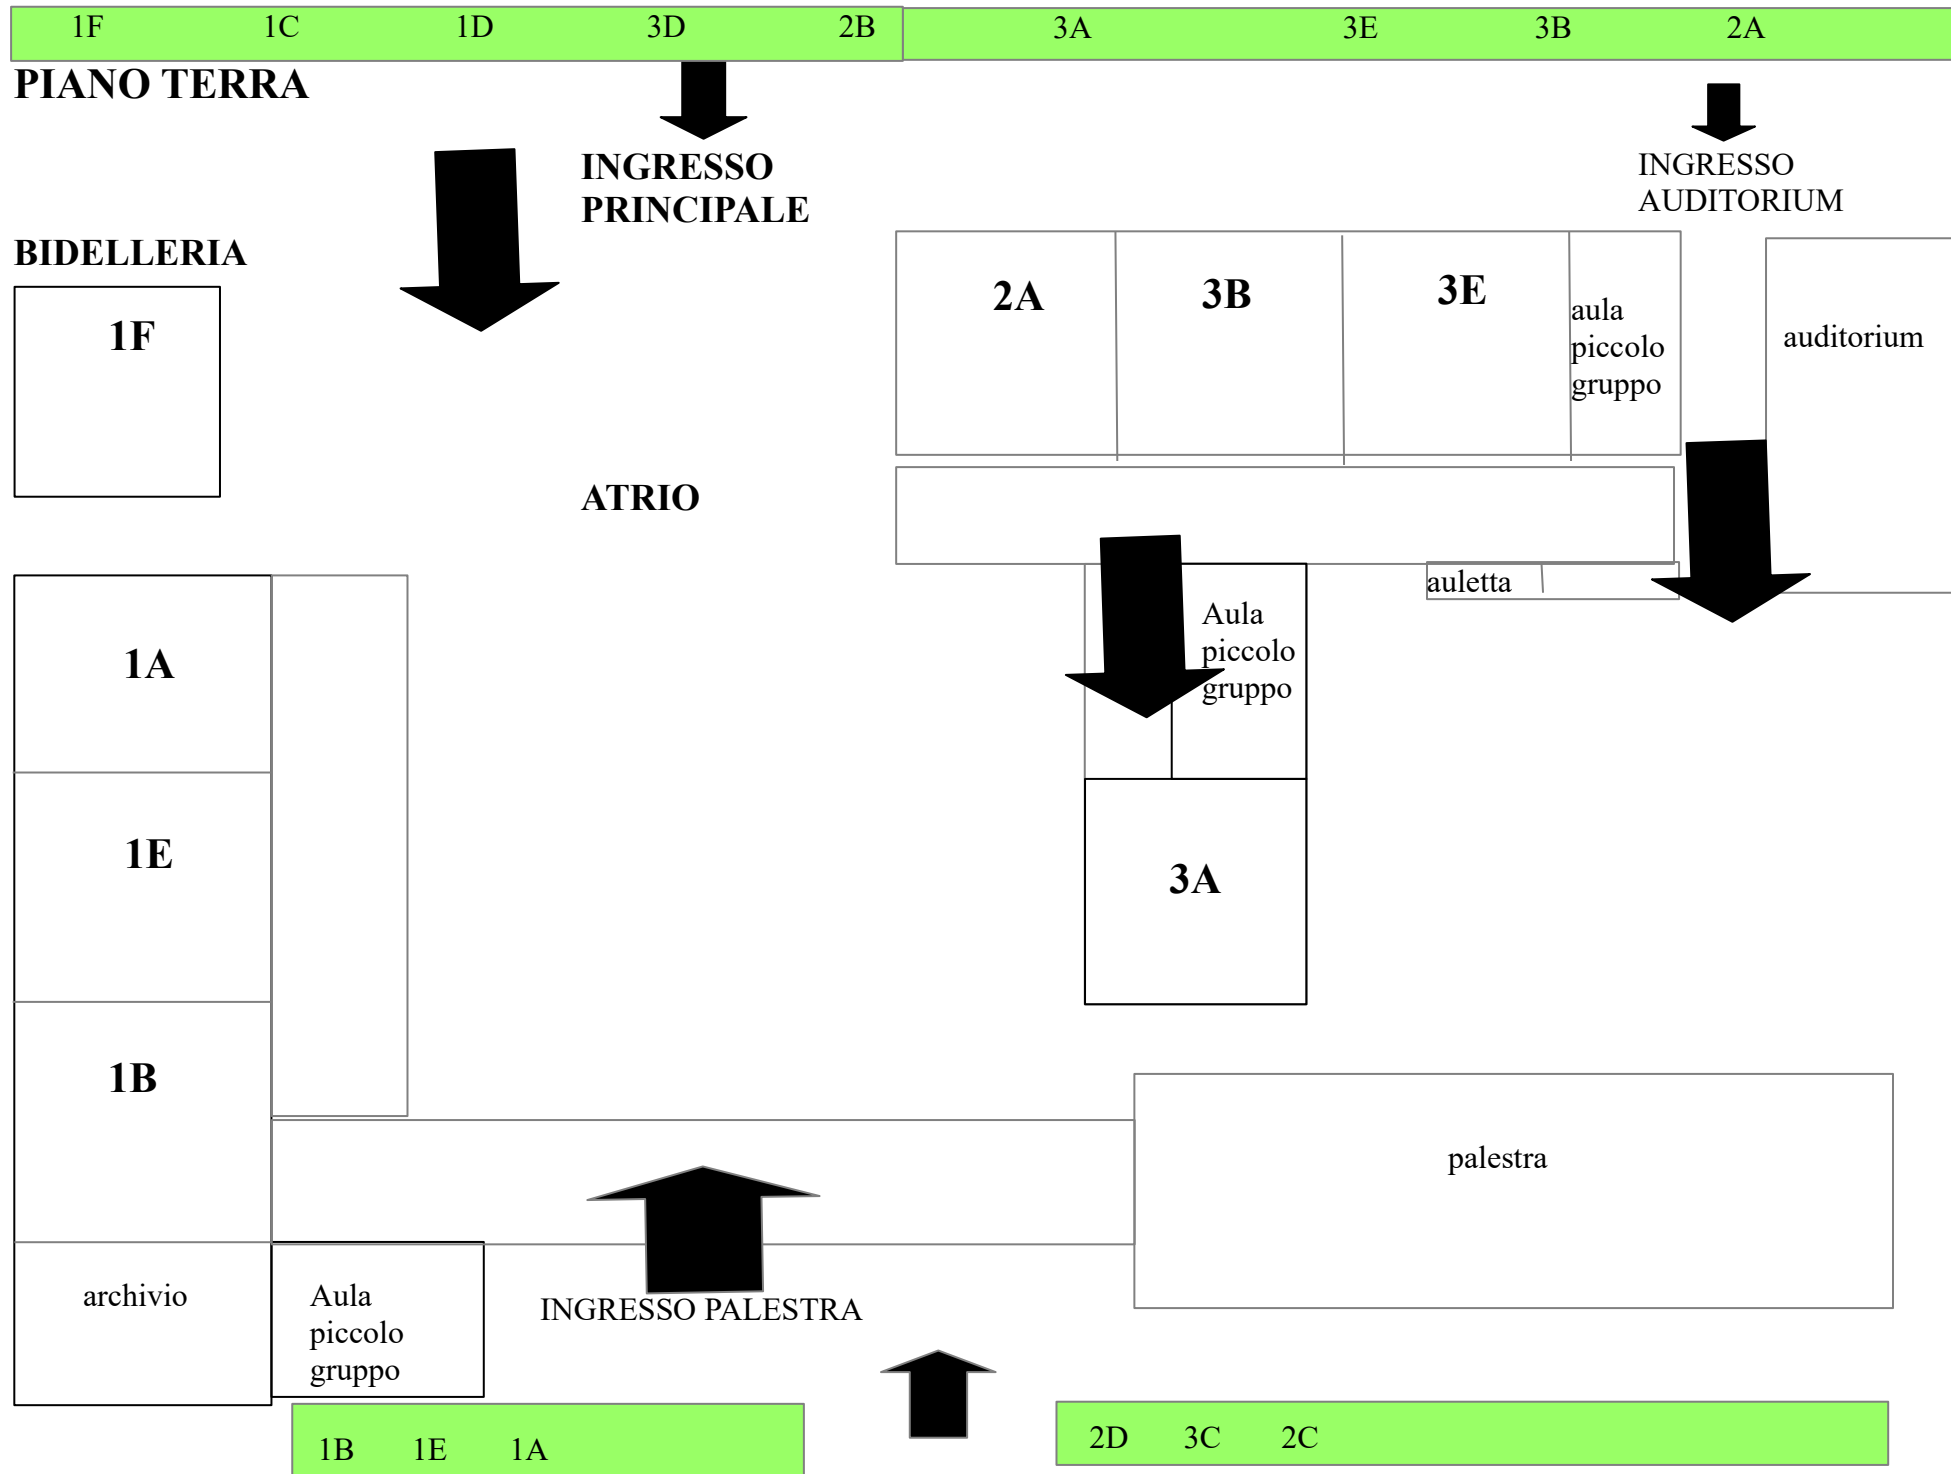 1F 1C 1D 3D 2B 3A 3E 3B 2A
PIANO TERRA
INGRESSO
PRINCIPALE
INGRESSO
AUDITORIUM
BIDELLERIA
1F
2A
3B
3E
aula
piccolo
gruppo
auditorium
ATRIO
auletta
Aula
piccolo
gruppo
1A
1E
3A
1B
palestra
archivio
Aula
piccolo
gruppo
INGRESSO PALESTRA
1B 1E 1A
2D 3C 2C